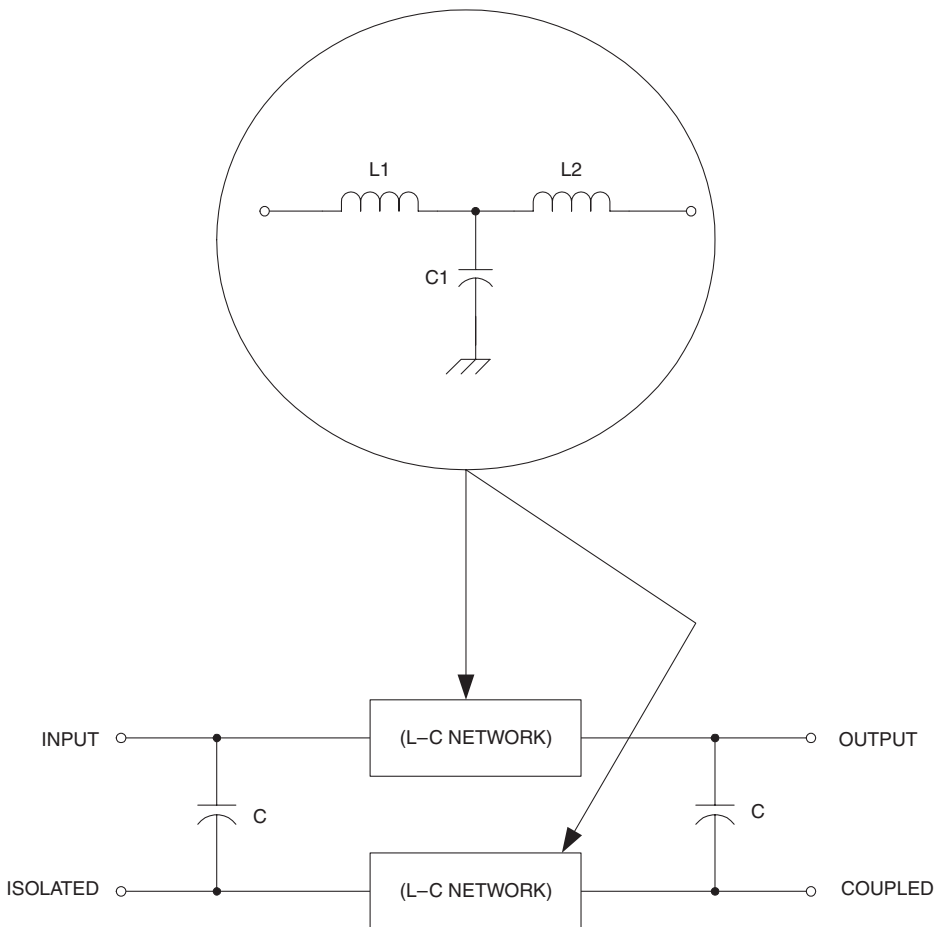 L1
L2
C1
INPUT
(L–C NETWORK)
OUTPUT
C
C
ISOLATED
(L–C NETWORK)
COUPLED